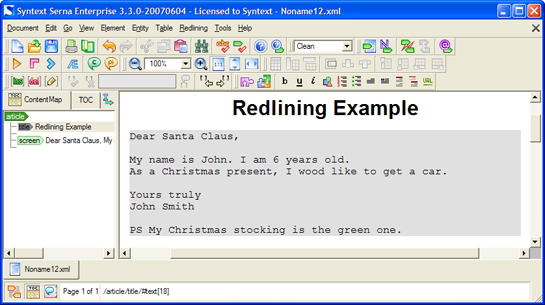 Syntext Serna Enterprise 3.3.0-20070604 - Licensed to Syntext - Noname12.xml
Document Edit Go View Element Entity Table Redlining Tools Help
Clean
100%
b u i URL
ContentMap TOC
Redlining Example
article
title Redlining Example
screen Dear Santa Claus, My
Dear Santa Claus,
My name is John. I am 6 years old.
As a Christmas present, I wood like to get a car.
Yours truly
John Smith
PS My Christmas stocking is the green one.
Noname12.xml
TOC Page 1 of 1 /article/title/#text[18]